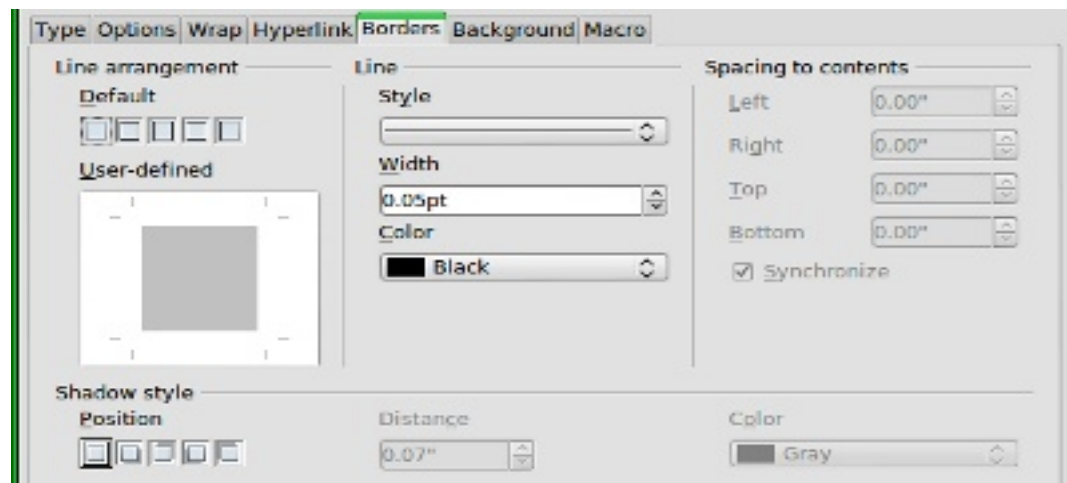 Type Options Wrap Hyperlink Borders Background Macro
Line arrangement
Default
User-defined
Line
Style
Width
0.05pt
Color
Black
Spacing to contents
Left 0.00"
Right 0.00"
Top 0.00"
Bottom 0.00"
Synchronize
Shadow style
Position
Distance
0.07"
Color
Gray